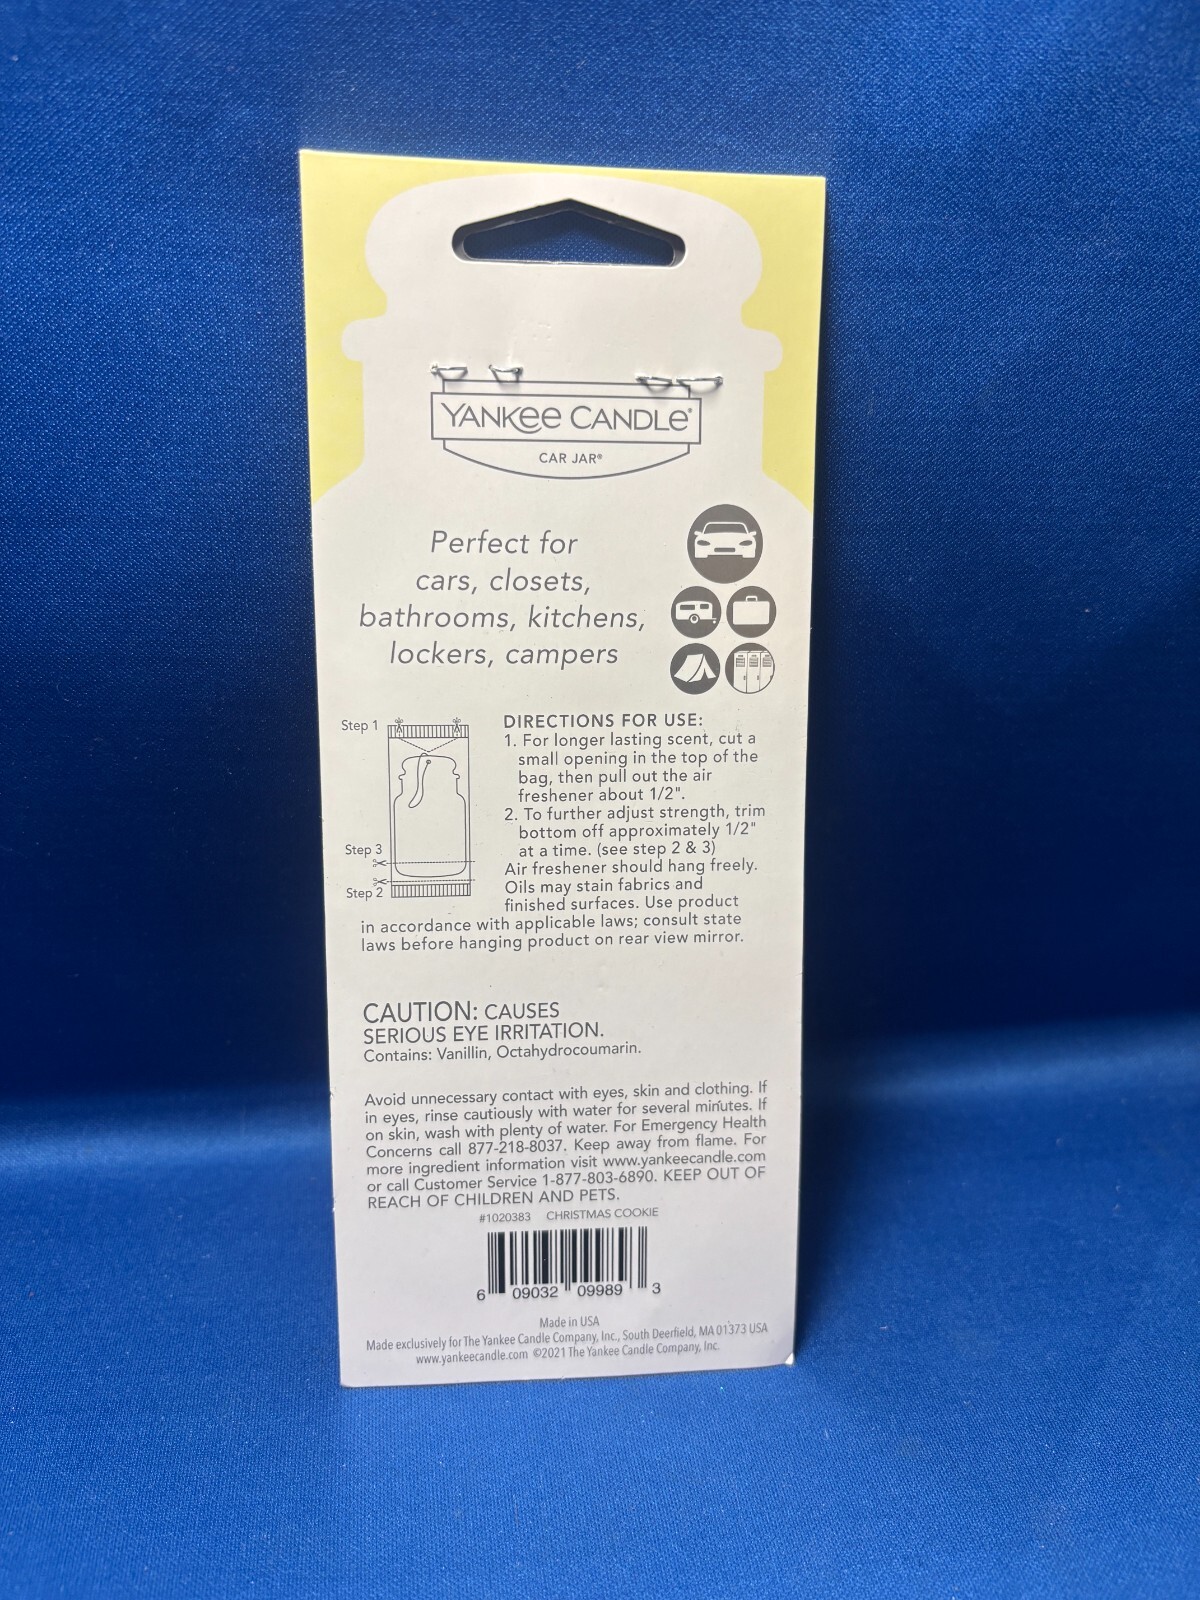 YANKEE CANDLE®
CAR JAR®
Perfect for
cars, closets,
bathrooms, kitchens,
lockers, campers
Step 1
Step 3
Step 2
DIRECTIONS FOR USE:
1. For longer lasting scent, cut a
small opening in the top of the
bag, then pull out the air
freshener about 1/2".
2. To further adjust strength, trim
bottom off approximately 1/2"
at a time. (see step 2 & 3)
Air freshener should hang freely.
Oils may stain fabrics and
finished surfaces. Use product
in accordance with applicable laws; consult state
laws before hanging product on rear view mirror.
CAUTION: CAUSES
SERIOUS EYE IRRITATION.
Contains: Vanillin, Octahydrocoumarin.
Avoid unnecessary contact with eyes, skin and clothing. If
in eyes, rinse cautiously with water for several minutes. If
on skin, wash with plenty of water. For Emergency Health
Concerns call 877-218-8037. Keep away from flame. For
more ingredient information visit www.yankeecandle.com
or call Customer Service 1-877-803-6890. KEEP OUT OF
REACH OF CHILDREN AND PETS.
#1020383 CHRISTMAS COOKIE
6 09032 09989 3
Made in USA
Made exclusively for The Yankee Candle Company, Inc., South Deerfield, MA 01373 USA
www.yankeecandle.com ©2021 The Yankee Candle Company, Inc.